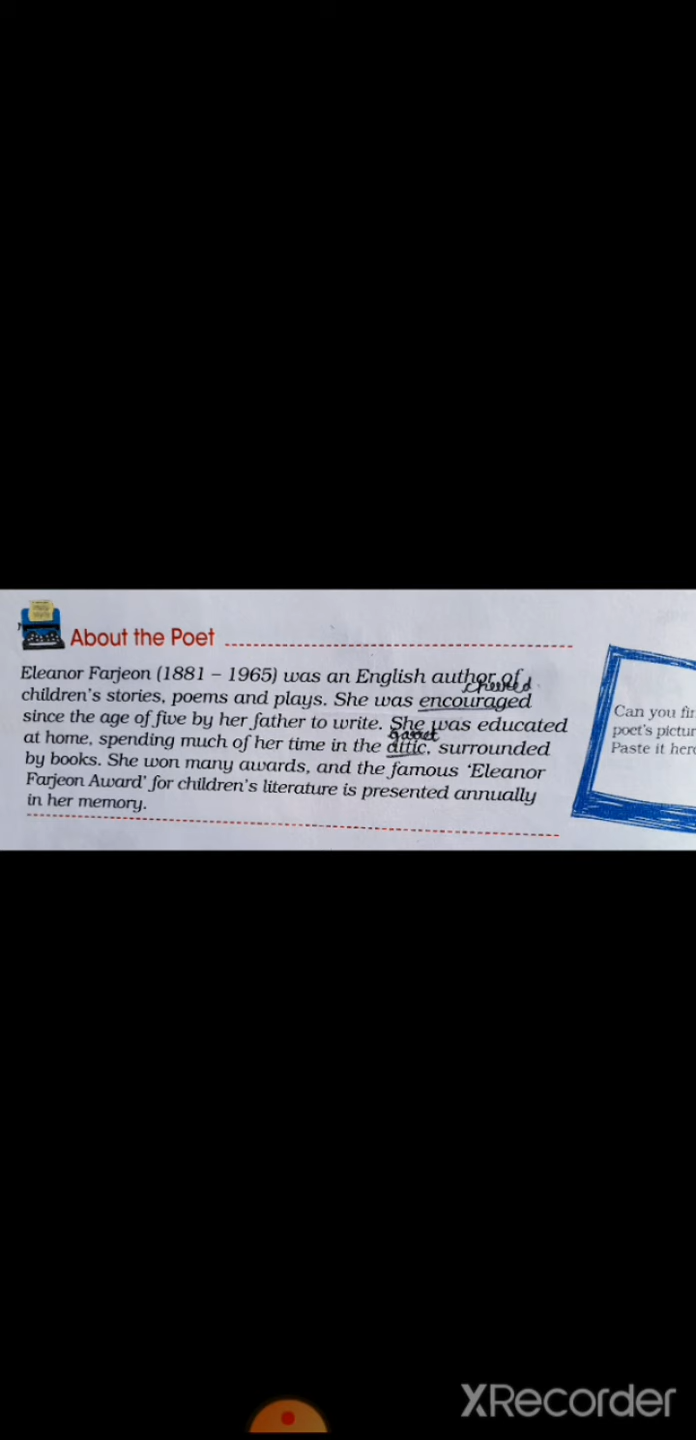 About the Poet
Eleanor Farjeon (1881 – 1965) was an English author of
cheered
children's stories, poems and plays. She was encouraged
since the age of five by her father to write. She was educated
garret
at home, spending much of her time in the attic, surrounded
by books. She won many awards, and the famous 'Eleanor
Farjeon Award' for children's literature is presented annually
in her memory.
Can you
poet's
Paste it
XRecorder